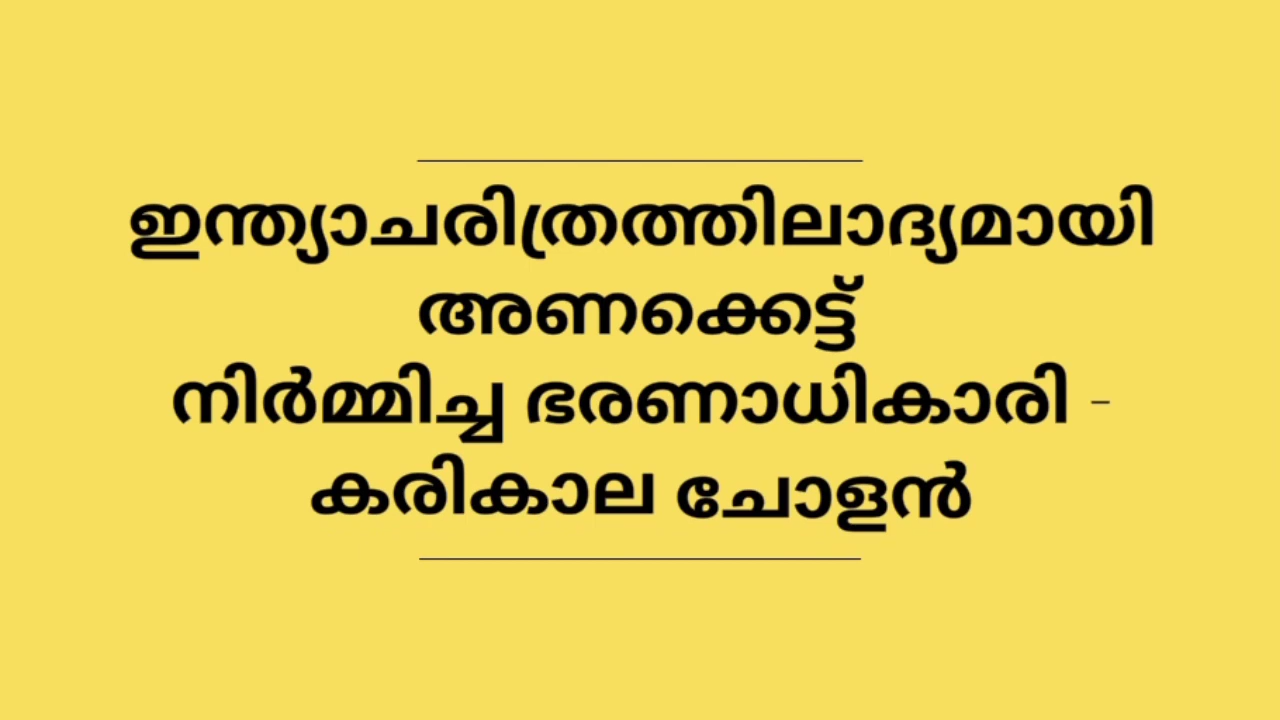 ഇന്ത്യാചരിത്രത്തിലാദ്യമായി
അണക്കെട്ട്
നിർമ്മിച്ച ഭരണാധികാരി -
കരികാല ചോളൻ